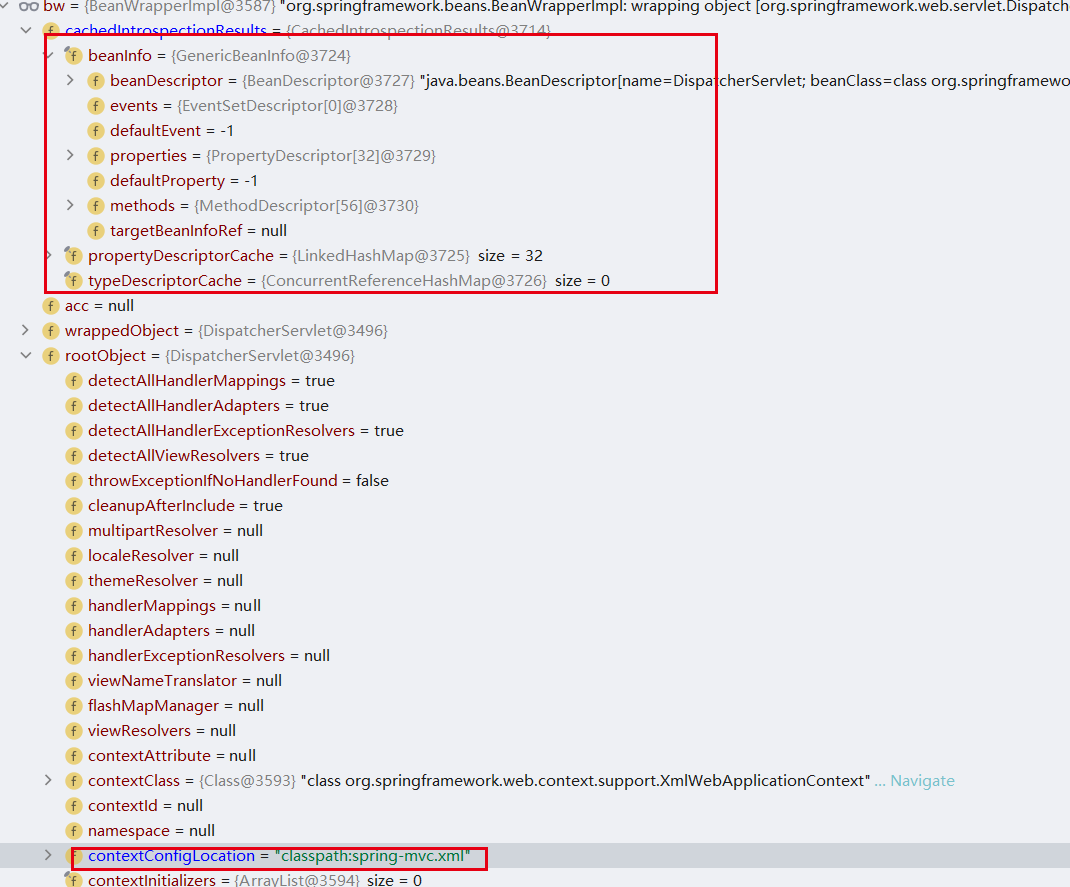 bw = {BeanWrapperImpl@3587} "org.springframework.beans.BeanWrapperImpl: wrapping object [org.springframework.web.servlet.Dispatch
cachedIntrospectionResults = {CachedIntrospectionResults@3714}
beanInfo = {GenericBeanInfo@3724}
beanDescriptor = {BeanDescriptor@3727} "java.beans.BeanDescriptor[name=DispatcherServlet; beanClass=class org.springframewo
events = {EventSetDescriptor[0]@3728}
defaultEvent = -1
properties = {PropertyDescriptor[32]@3729}
defaultProperty = -1
methods = {MethodDescriptor[56]@3730}
targetBeanInfoRef = null
propertyDescriptorCache = {LinkedHashMap@3725} size = 32
typeDescriptorCache = {ConcurrentReferenceHashMap@3726} size = 0
acc = null
wrappedObject = {DispatcherServlet@3496}
rootObject = {DispatcherServlet@3496}
detectAllHandlerMappings = true
detectAllHandlerAdapters = true
detectAllHandlerExceptionResolvers = true
detectAllViewResolvers = true
throwExceptionIfNoHandlerFound = false
cleanupAfterInclude = true
multipartResolver = null
localeResolver = null
themeResolver = null
handlerMappings = null
handlerAdapters = null
handlerExceptionResolvers = null
viewNameTranslator = null
flashMapManager = null
viewResolvers = null
contextAttribute = null
contextClass = {Class@3593} "class org.springframework.web.context.support.XmlWebApplicationContext" ... Navigate
contextId = null
namespace = null
contextConfigLocation = "classpath:spring-mvc.xml"
contextInitializers = {ArrayList@3594} size = 0